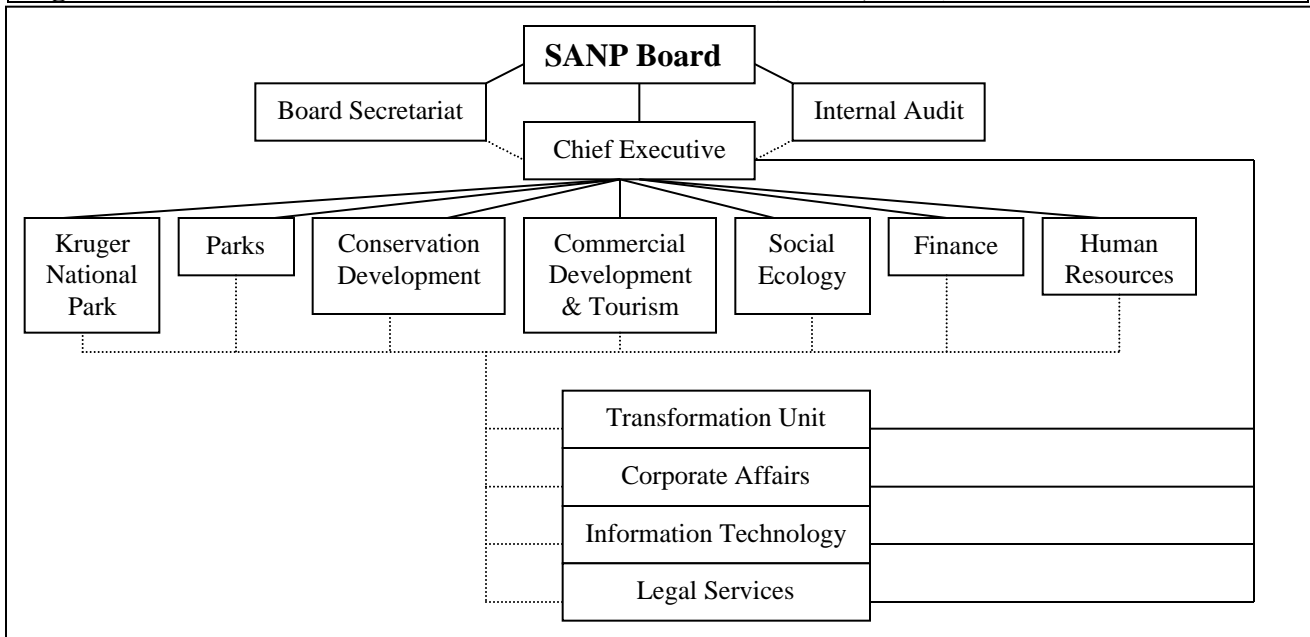 SANP Board
Board Secretariat
Internal Audit
Chief Executive
Kruger
National
Park
Parks
Conservation
Development
Commercial
Development
& Tourism
Social
Ecology
Finance
Human
Resources
Transformation Unit
Corporate Affairs
Information Technology
Legal Services